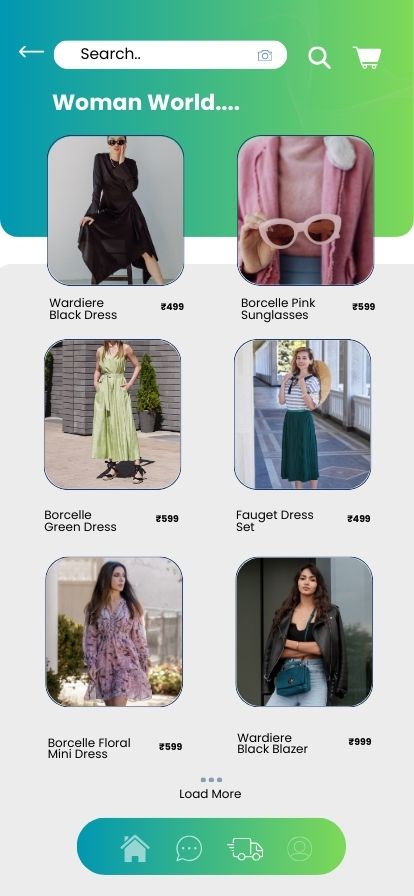 Search..
Woman World....
Wardiere
Black Dress
₹499
Borcelle Pink
Sunglasses
₹599
Borcelle
Green Dress
₹599
Fauget Dress
Set
₹499
Borcelle Floral
Mini Dress
₹599
Wardiere
Black Blazer
₹999
Load More